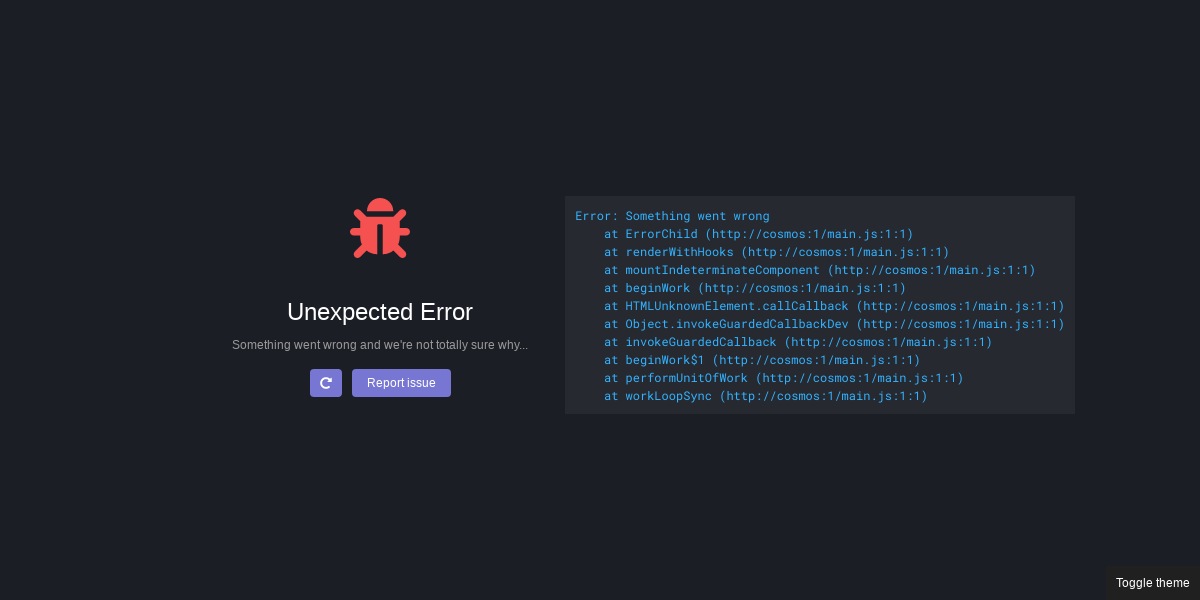 Unexpected Error
Something went wrong and we're not totally sure why...
Report issue
Error: Something went wrong
    at ErrorChild (http://cosmos:1/main.js:1:1)
    at renderWithHooks (http://cosmos:1/main.js:1:1)
    at mountIndeterminateComponent (http://cosmos:1/main.js:1:1)
    at beginWork (http://cosmos:1/main.js:1:1)
    at HTMLUnknownElement.callCallback (http://cosmos:1/main.js:1:1)
    at Object.invokeGuardedCallbackDev (http://cosmos:1/main.js:1:1)
    at invokeGuardedCallback (http://cosmos:1/main.js:1:1)
    at beginWork$1 (http://cosmos:1/main.js:1:1)
    at performUnitOfWork (http://cosmos:1/main.js:1:1)
    at workLoopSync (http://cosmos:1/main.js:1:1)
Toggle theme